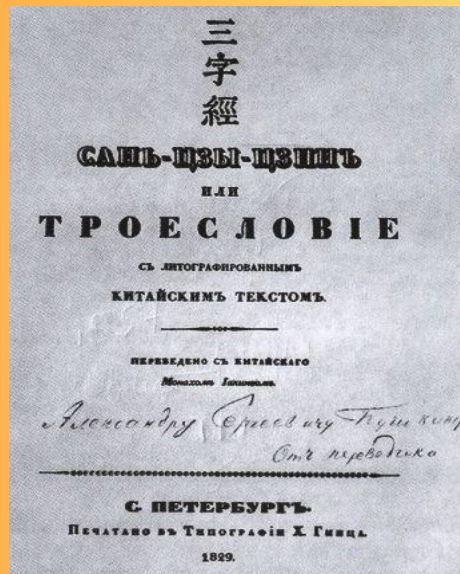 三
字
經
САНЬ-ЦЗЫ-ЦЗИНЪ
ИЛИ
ТРОЕСЛОВІЕ
СЪ ЛИТОГРАФИРОВАННЫМЪ
КИТАЙСКИМЪ ТЕКСТОМЪ.
ПЕРЕВЕДЕНО СЪ КИТАЙСКАГО
Монахомъ Іакинѳомъ.
Александру Сергеевичу Пушкину
Отъ переводчика
С. ПЕТЕРБУРГЪ.
ПЕЧАТАНО ВЪ ТИПОГРАФІИ Х. ГИНЦА.
1829.